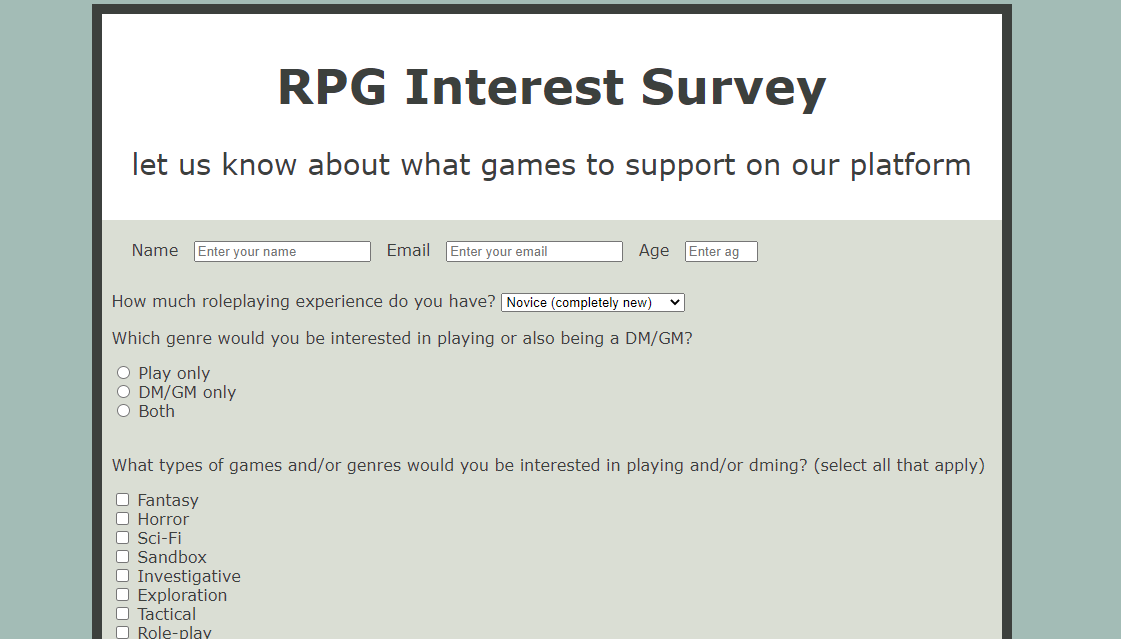 RPG Interest Survey
let us know about what games to support on our platform
Name Enter your name Email Enter your email Age Enter ag
How much roleplaying experience do you have? Novice (completely new)
Which genre would you be interested in playing or also being a DM/GM?
Play only
DM/GM only
Both
What types of games and/or genres would you be interested in playing and/or dming? (select all that apply)
Fantasy
Horror
Sci-Fi
Sandbox
Investigative
Exploration
Tactical
Role-play